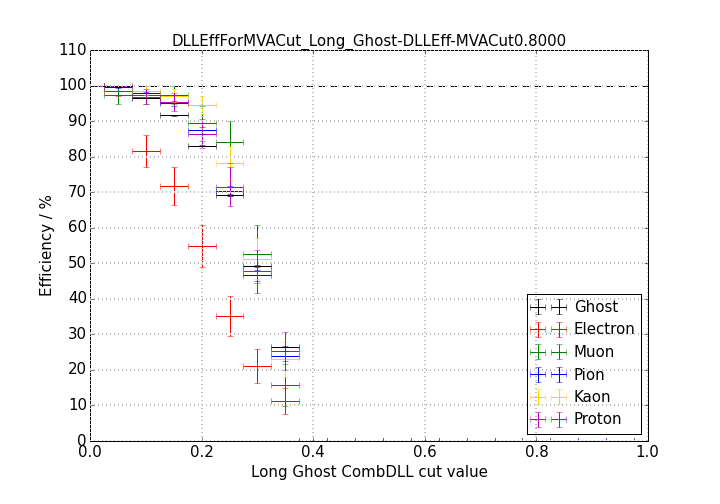 DLLEffForMVACut_Long_Ghost-DLLEff-MVACut0.8000
110
100
90
80
70
60
50
40
30
20
10
0
Efficiency / %
0.0 0.2 0.4 0.6 0.8 1.0
Long Ghost CombDLL cut value
Ghost
Electron
Muon
Pion
Kaon
Proton